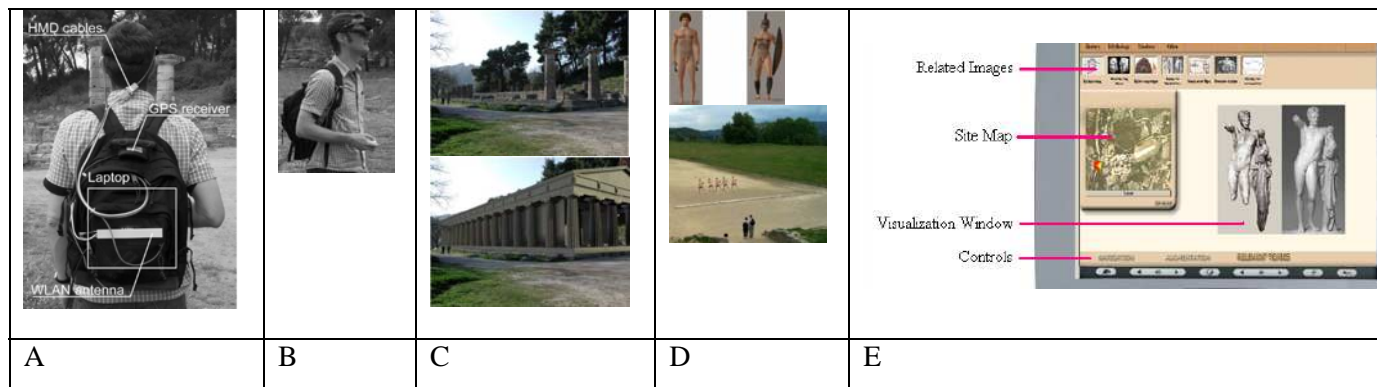 HMD cables
GPS receiver
Laptop
WLAN antenna
Related Images
Site Map
Visualization Window
Controls
A
B
C
D
E